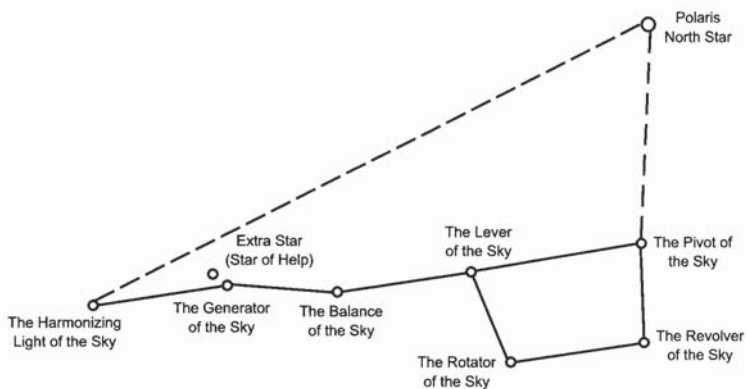 Polaris
North Star
Extra Star
(Star of Help)
The Lever
of the Sky
The Pivot of
the Sky
The Harmonizing
Light of the Sky
The Generator
of the Sky
The Balance
of the Sky
The Rotator
of the Sky
The Revolver
of the Sky